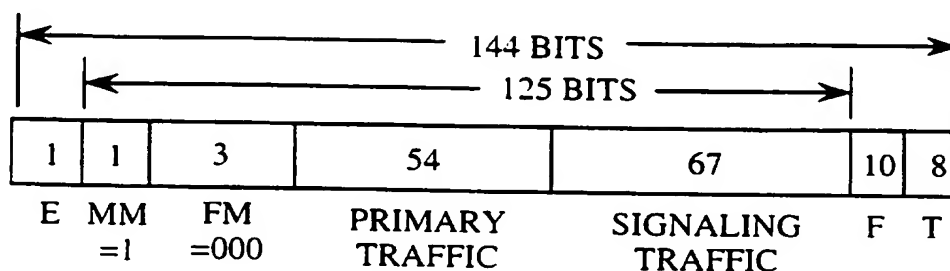 144 BITS
125 BITS
1 1 3 54 67 10 8
E MM FM PRIMARY SIGNALING F T
=1 =000 TRAFFIC TRAFFIC